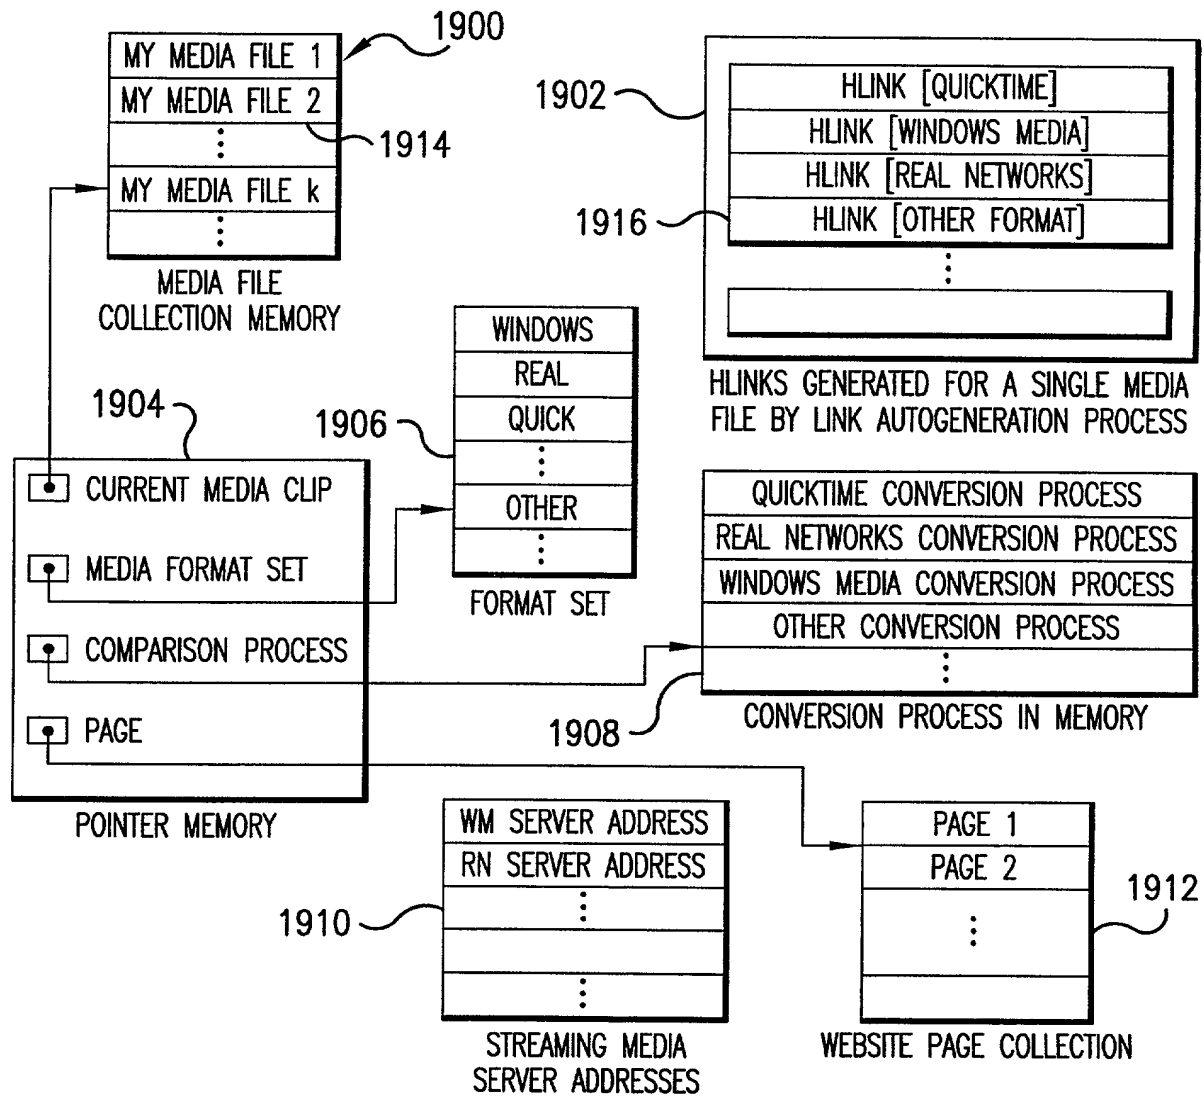 1900
MY MEDIA FILE 1
MY MEDIA FILE 2
1914
MY MEDIA FILE k
MEDIA FILE
COLLECTION MEMORY
1902
HLINK [QUICKTIME]
HLINK [WINDOWS MEDIA]
HLINK [REAL NETWORKS]
1916
HLINK [OTHER FORMAT]
HLINKS GENERATED FOR A SINGLE MEDIA
FILE BY LINK AUTOGENERATION PROCESS
1904
CURRENT MEDIA CLIP
MEDIA FORMAT SET
COMPARISON PROCESS
PAGE
POINTER MEMORY
1906
WINDOWS
REAL
QUICK
OTHER
FORMAT SET
QUICKTIME CONVERSION PROCESS
REAL NETWORKS CONVERSION PROCESS
WINDOWS MEDIA CONVERSION PROCESS
OTHER CONVERSION PROCESS
1908
CONVERSION PROCESS IN MEMORY
WM SERVER ADDRESS
RN SERVER ADDRESS
1910
STREAMING MEDIA
SERVER ADDRESSES
PAGE 1
PAGE 2
1912
WEBSITE PAGE COLLECTION